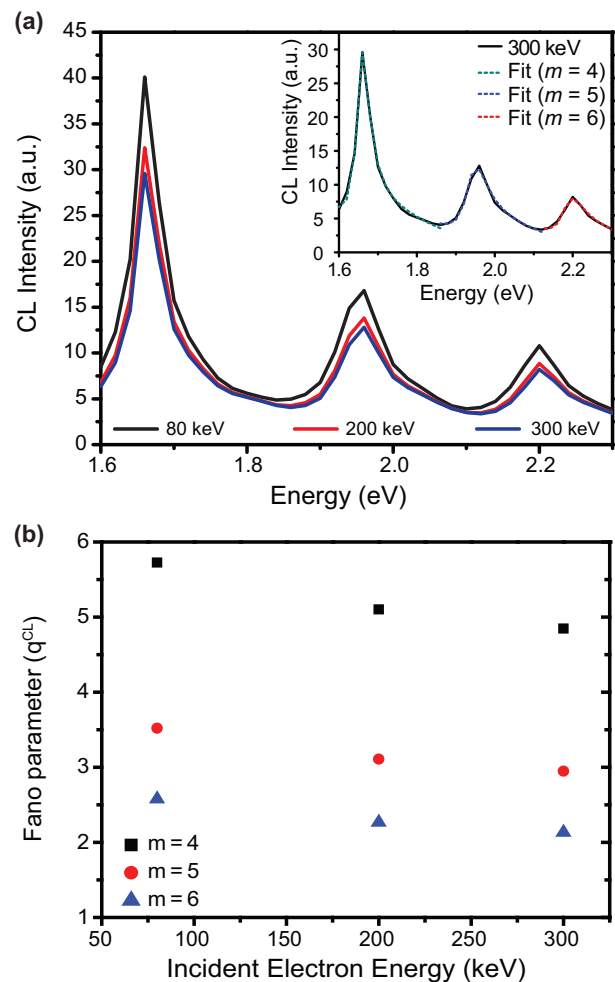 (a)
45
40
35
30
25
20
15
10
5
0
CL Intensity (a.u.)
1.6
1.8
2.0
2.2
Energy (eV)
80 keV
200 keV
300 keV
30
25
20
15
10
5
0
CL Intensity (a.u.)
1.6
1.8
2.0
2.2
Energy (eV)
300 keV
Fit (m = 4)
Fit (m = 5)
Fit (m = 6)
(b)
6
5
4
3
2
1
Fano parameter (q^CL)
m = 4
m = 5
m = 6
50
100
150
200
250
300
Incident Electron Energy (keV)